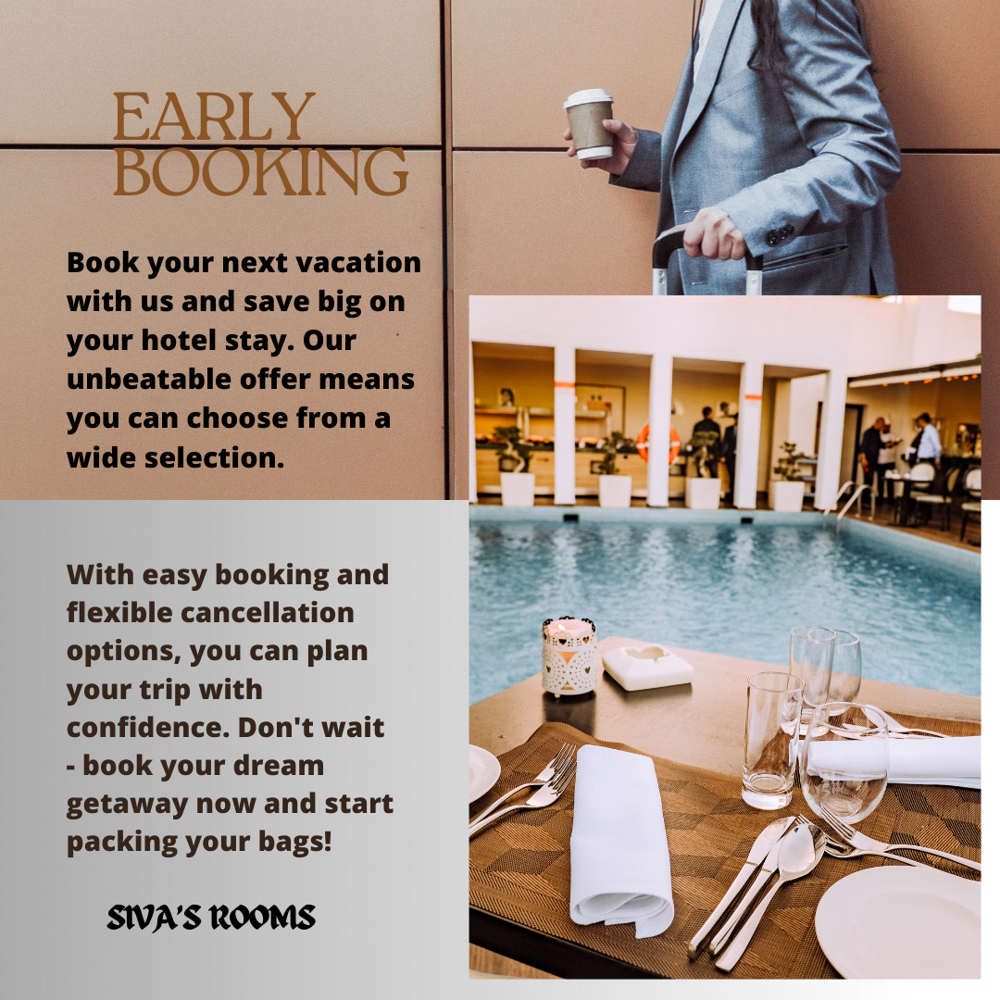 EARLY
BOOKING
Book your next vacation
with us and save big on
your hotel stay. Our
unbeatable offer means
you can choose from a
wide selection.
With easy booking and
flexible cancellation
options, you can plan
your trip with
confidence. Don't wait
- book your dream
getaway now and start
packing your bags!
SIVA'S ROOMS